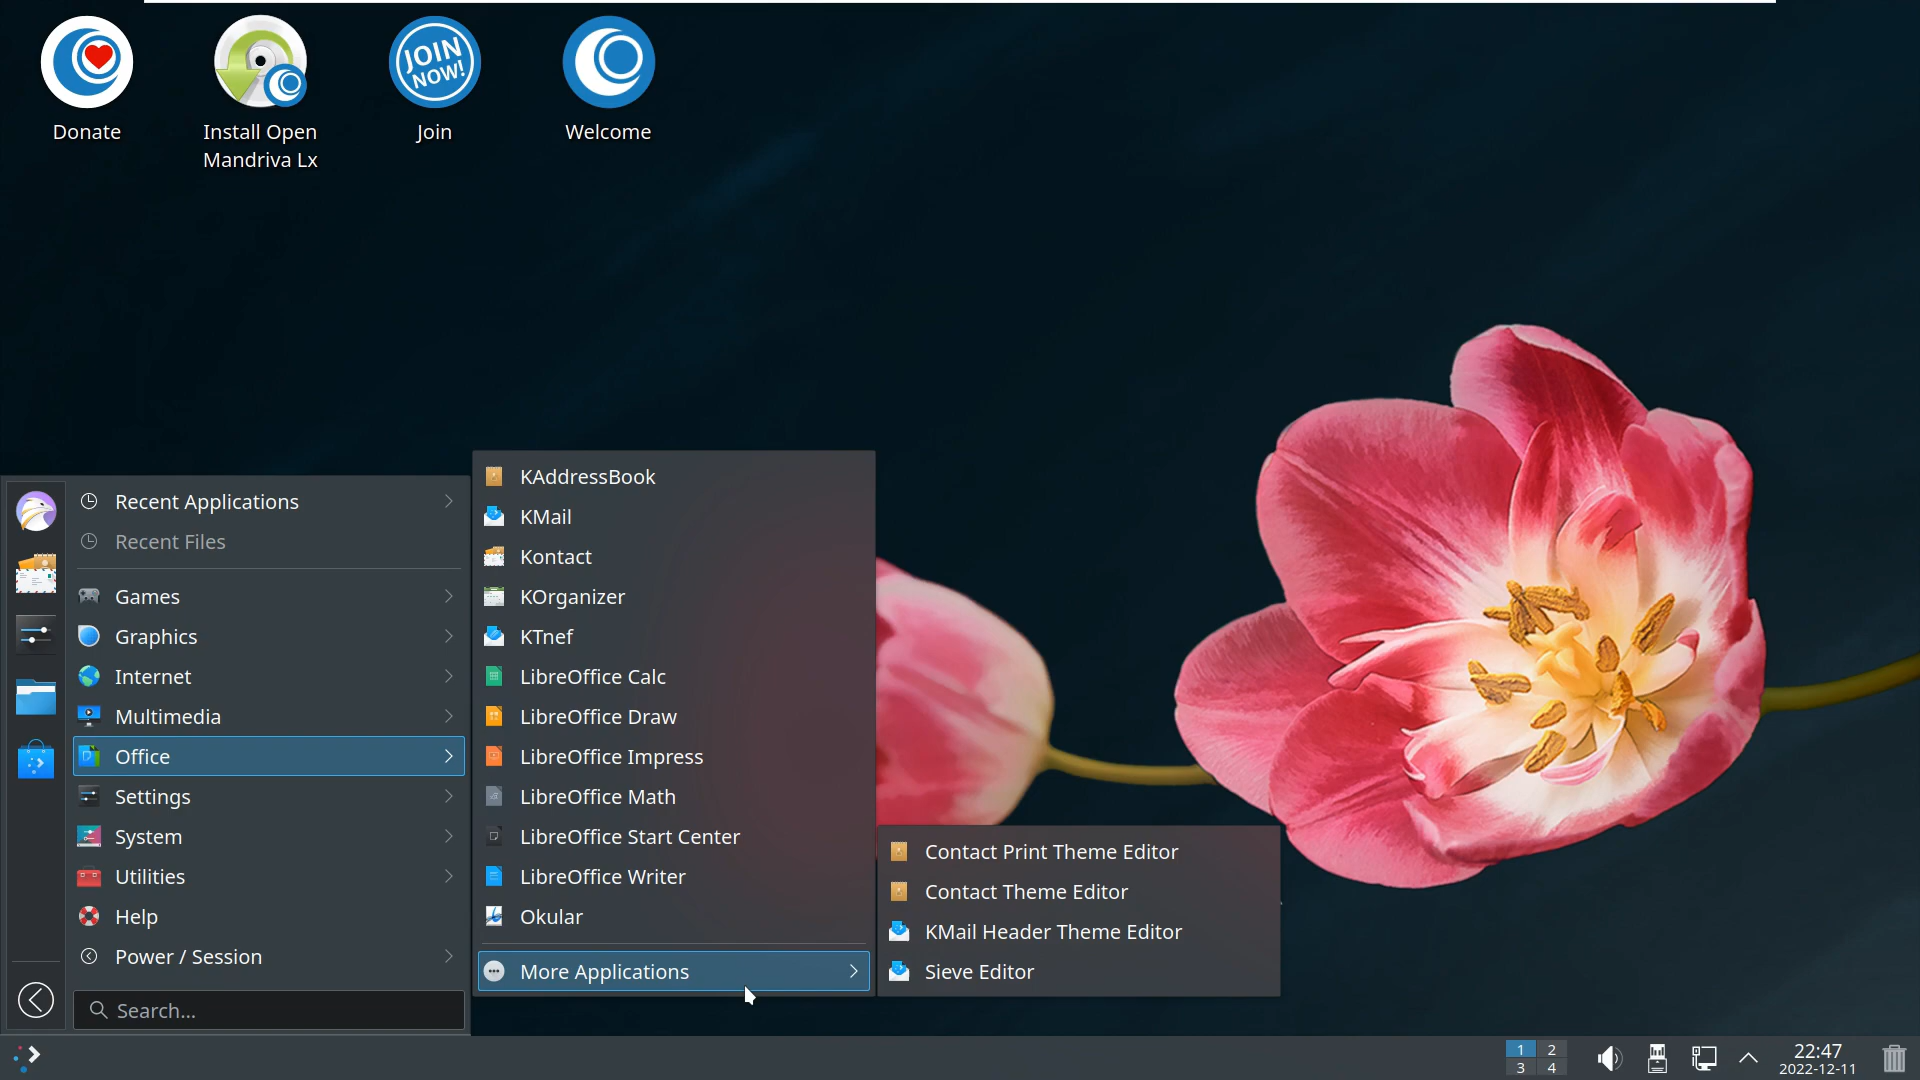 JOIN
NOW!
Donate
Install Open
Mandriva Lx
Join
Welcome
Recent Applications
Recent Files
Games
Graphics
Internet
Multimedia
Office
Settings
System
Utilities
Help
Power / Session
Search...
KAddressBook
KMail
Kontact
KOrganizer
KTnef
LibreOffice Calc
LibreOffice Draw
LibreOffice Impress
LibreOffice Math
LibreOffice Start Center
LibreOffice Writer
Okular
More Applications
Contact Print Theme Editor
Contact Theme Editor
KMail Header Theme Editor
Sieve Editor
1 2
3 4
22:47
2022-12-11